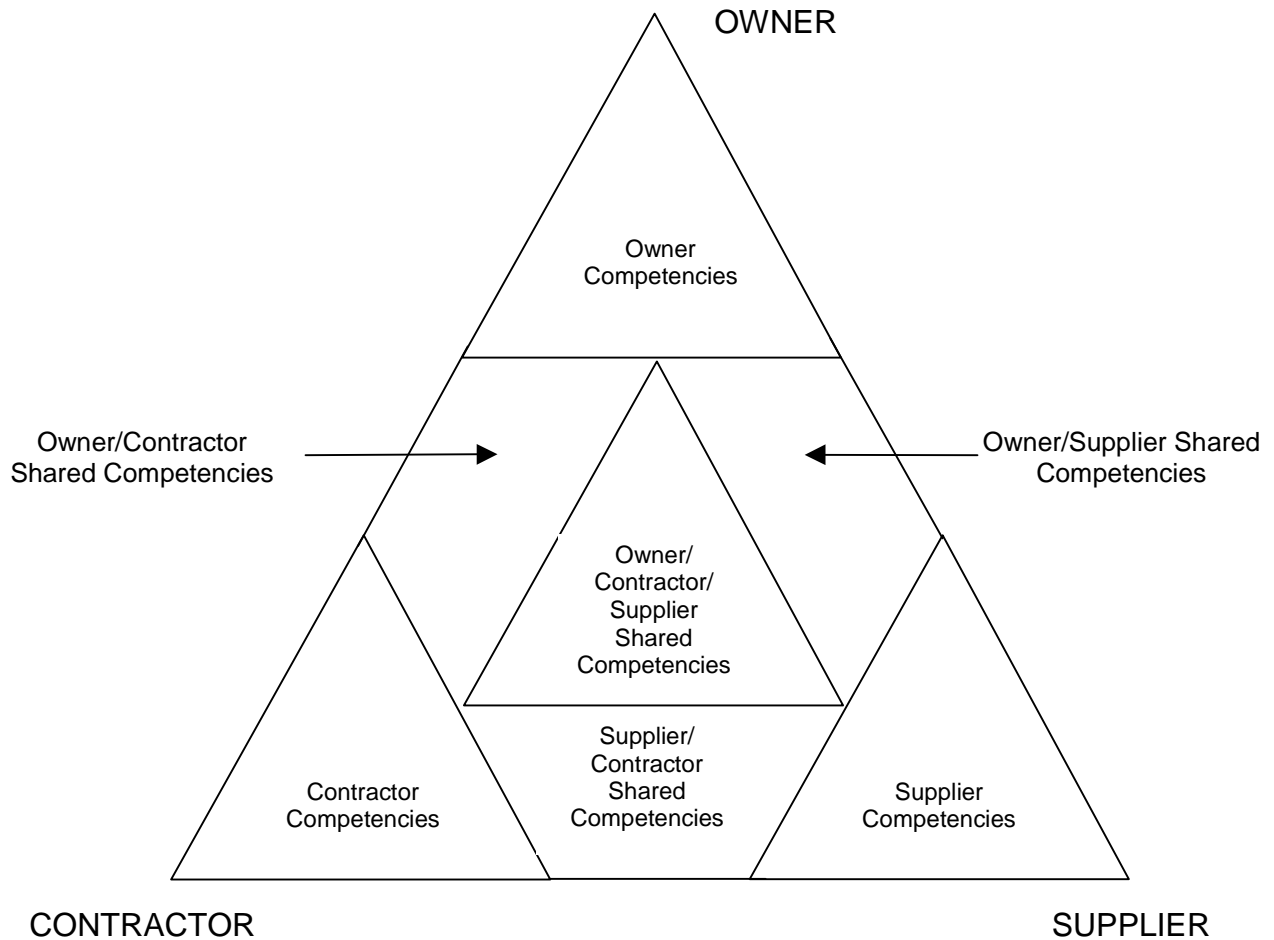 OWNER
Owner
Competencies
Owner/Contractor
Shared Competencies
Owner/Supplier Shared
Competencies
Owner/
Contractor/
Supplier
Shared
Competencies
Contractor
Competencies
Supplier/
Contractor
Shared
Competencies
Supplier
Competencies
CONTRACTOR
SUPPLIER